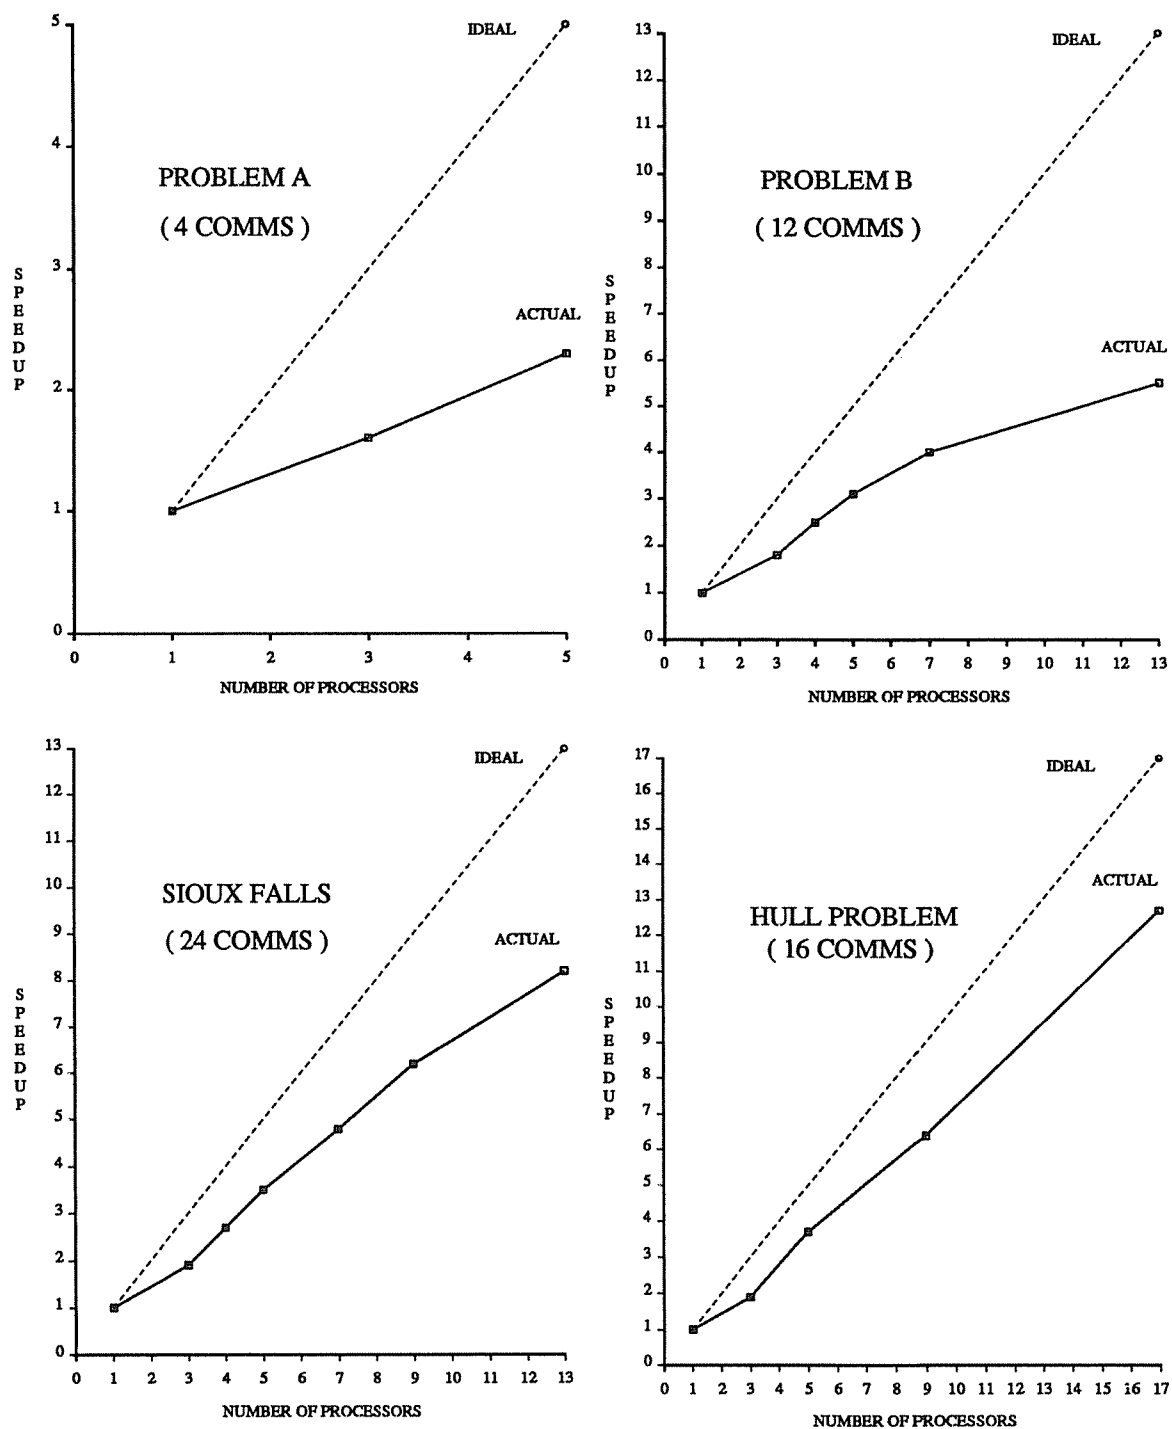 5
4
3
2
1
0
IDEAL
PROBLEM A
( 4 COMMS )
ACTUAL
SPEEDUP
0 1 2 3 4 5
NUMBER OF PROCESSORS
13
12
11
10
9
8
7
6
5
4
3
2
1
0
IDEAL
PROBLEM B
( 12 COMMS )
ACTUAL
SPEEDUP
0 1 2 3 4 5 6 7 8 9 10 11 12 13
NUMBER OF PROCESSORS
13
12
11
10
9
8
7
6
5
4
3
2
1
0
IDEAL
SIOUX FALLS
( 24 COMMS )
ACTUAL
SPEEDUP
0 1 2 3 4 5 6 7 8 9 10 11 12 13
NUMBER OF PROCESSORS
17
16
15
14
13
12
11
10
9
8
7
6
5
4
3
2
1
0
IDEAL
ACTUAL
HULL PROBLEM
( 16 COMMS )
SPEEDUP
0 1 2 3 4 5 6 7 8 9 10 11 12 13 14 15 16 17
NUMBER OF PROCESSORS